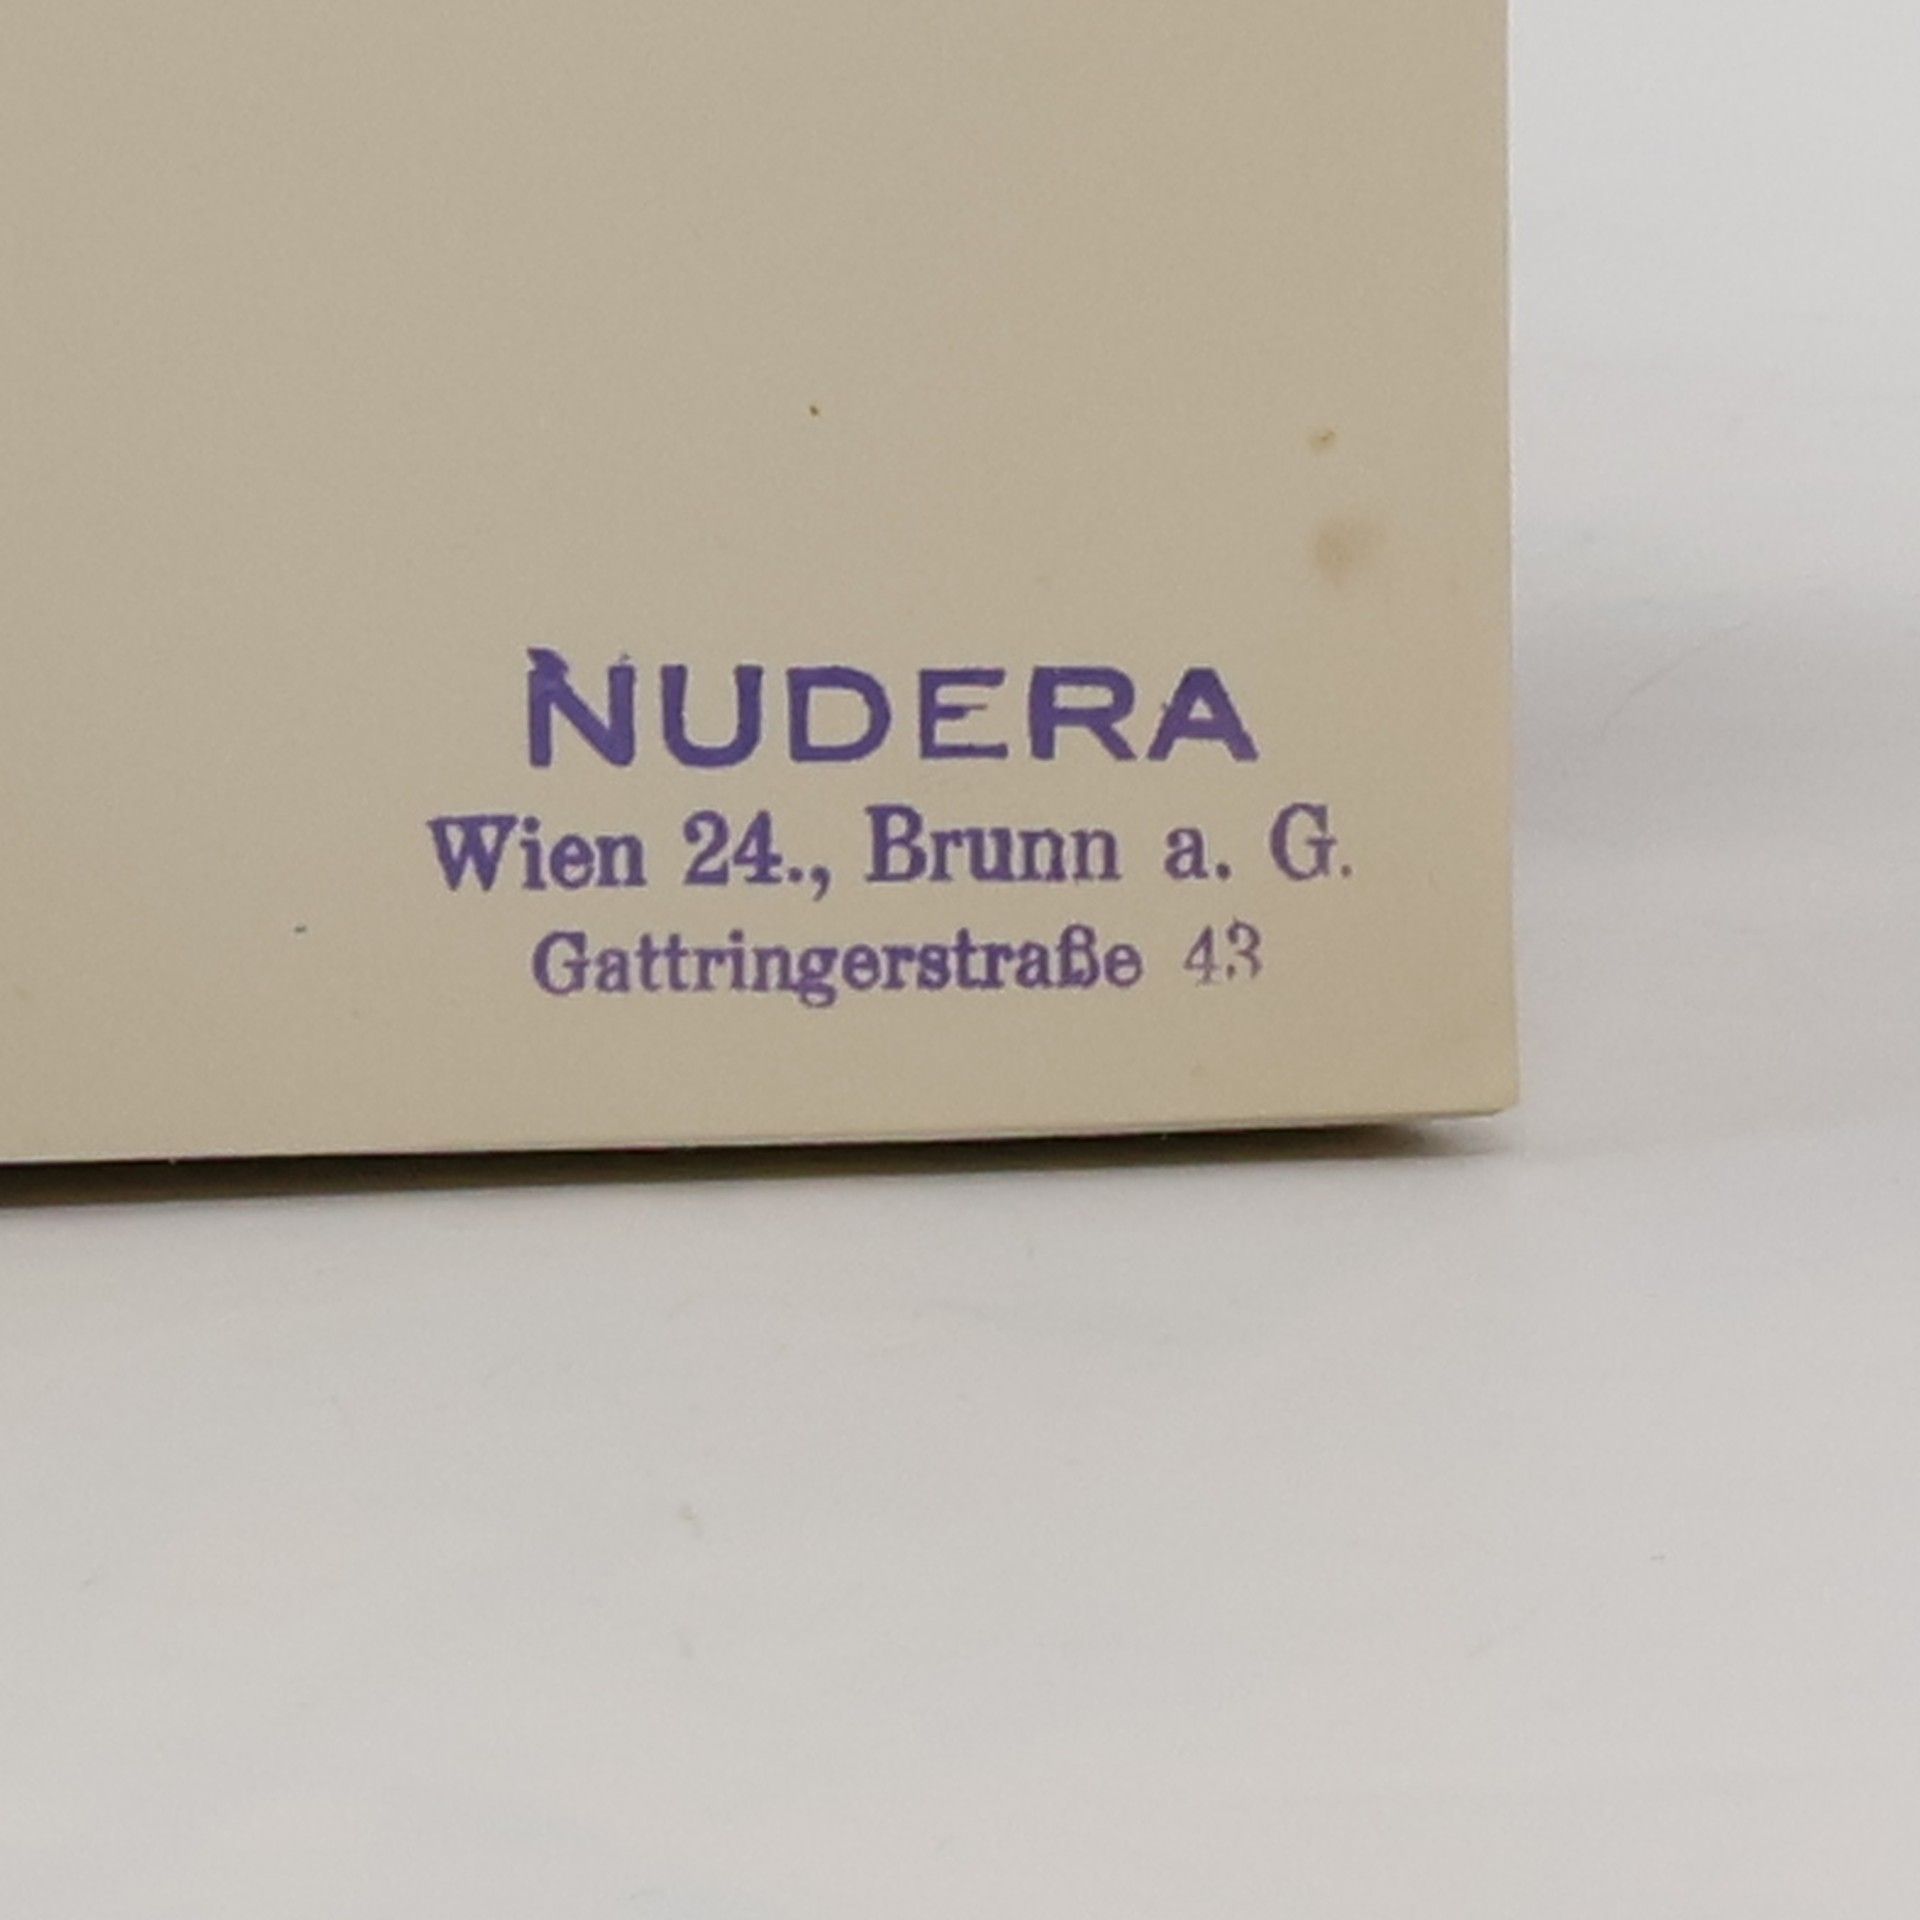 NUDERA
Wien 24., Brunn a. G.
Gattringerstraße 43